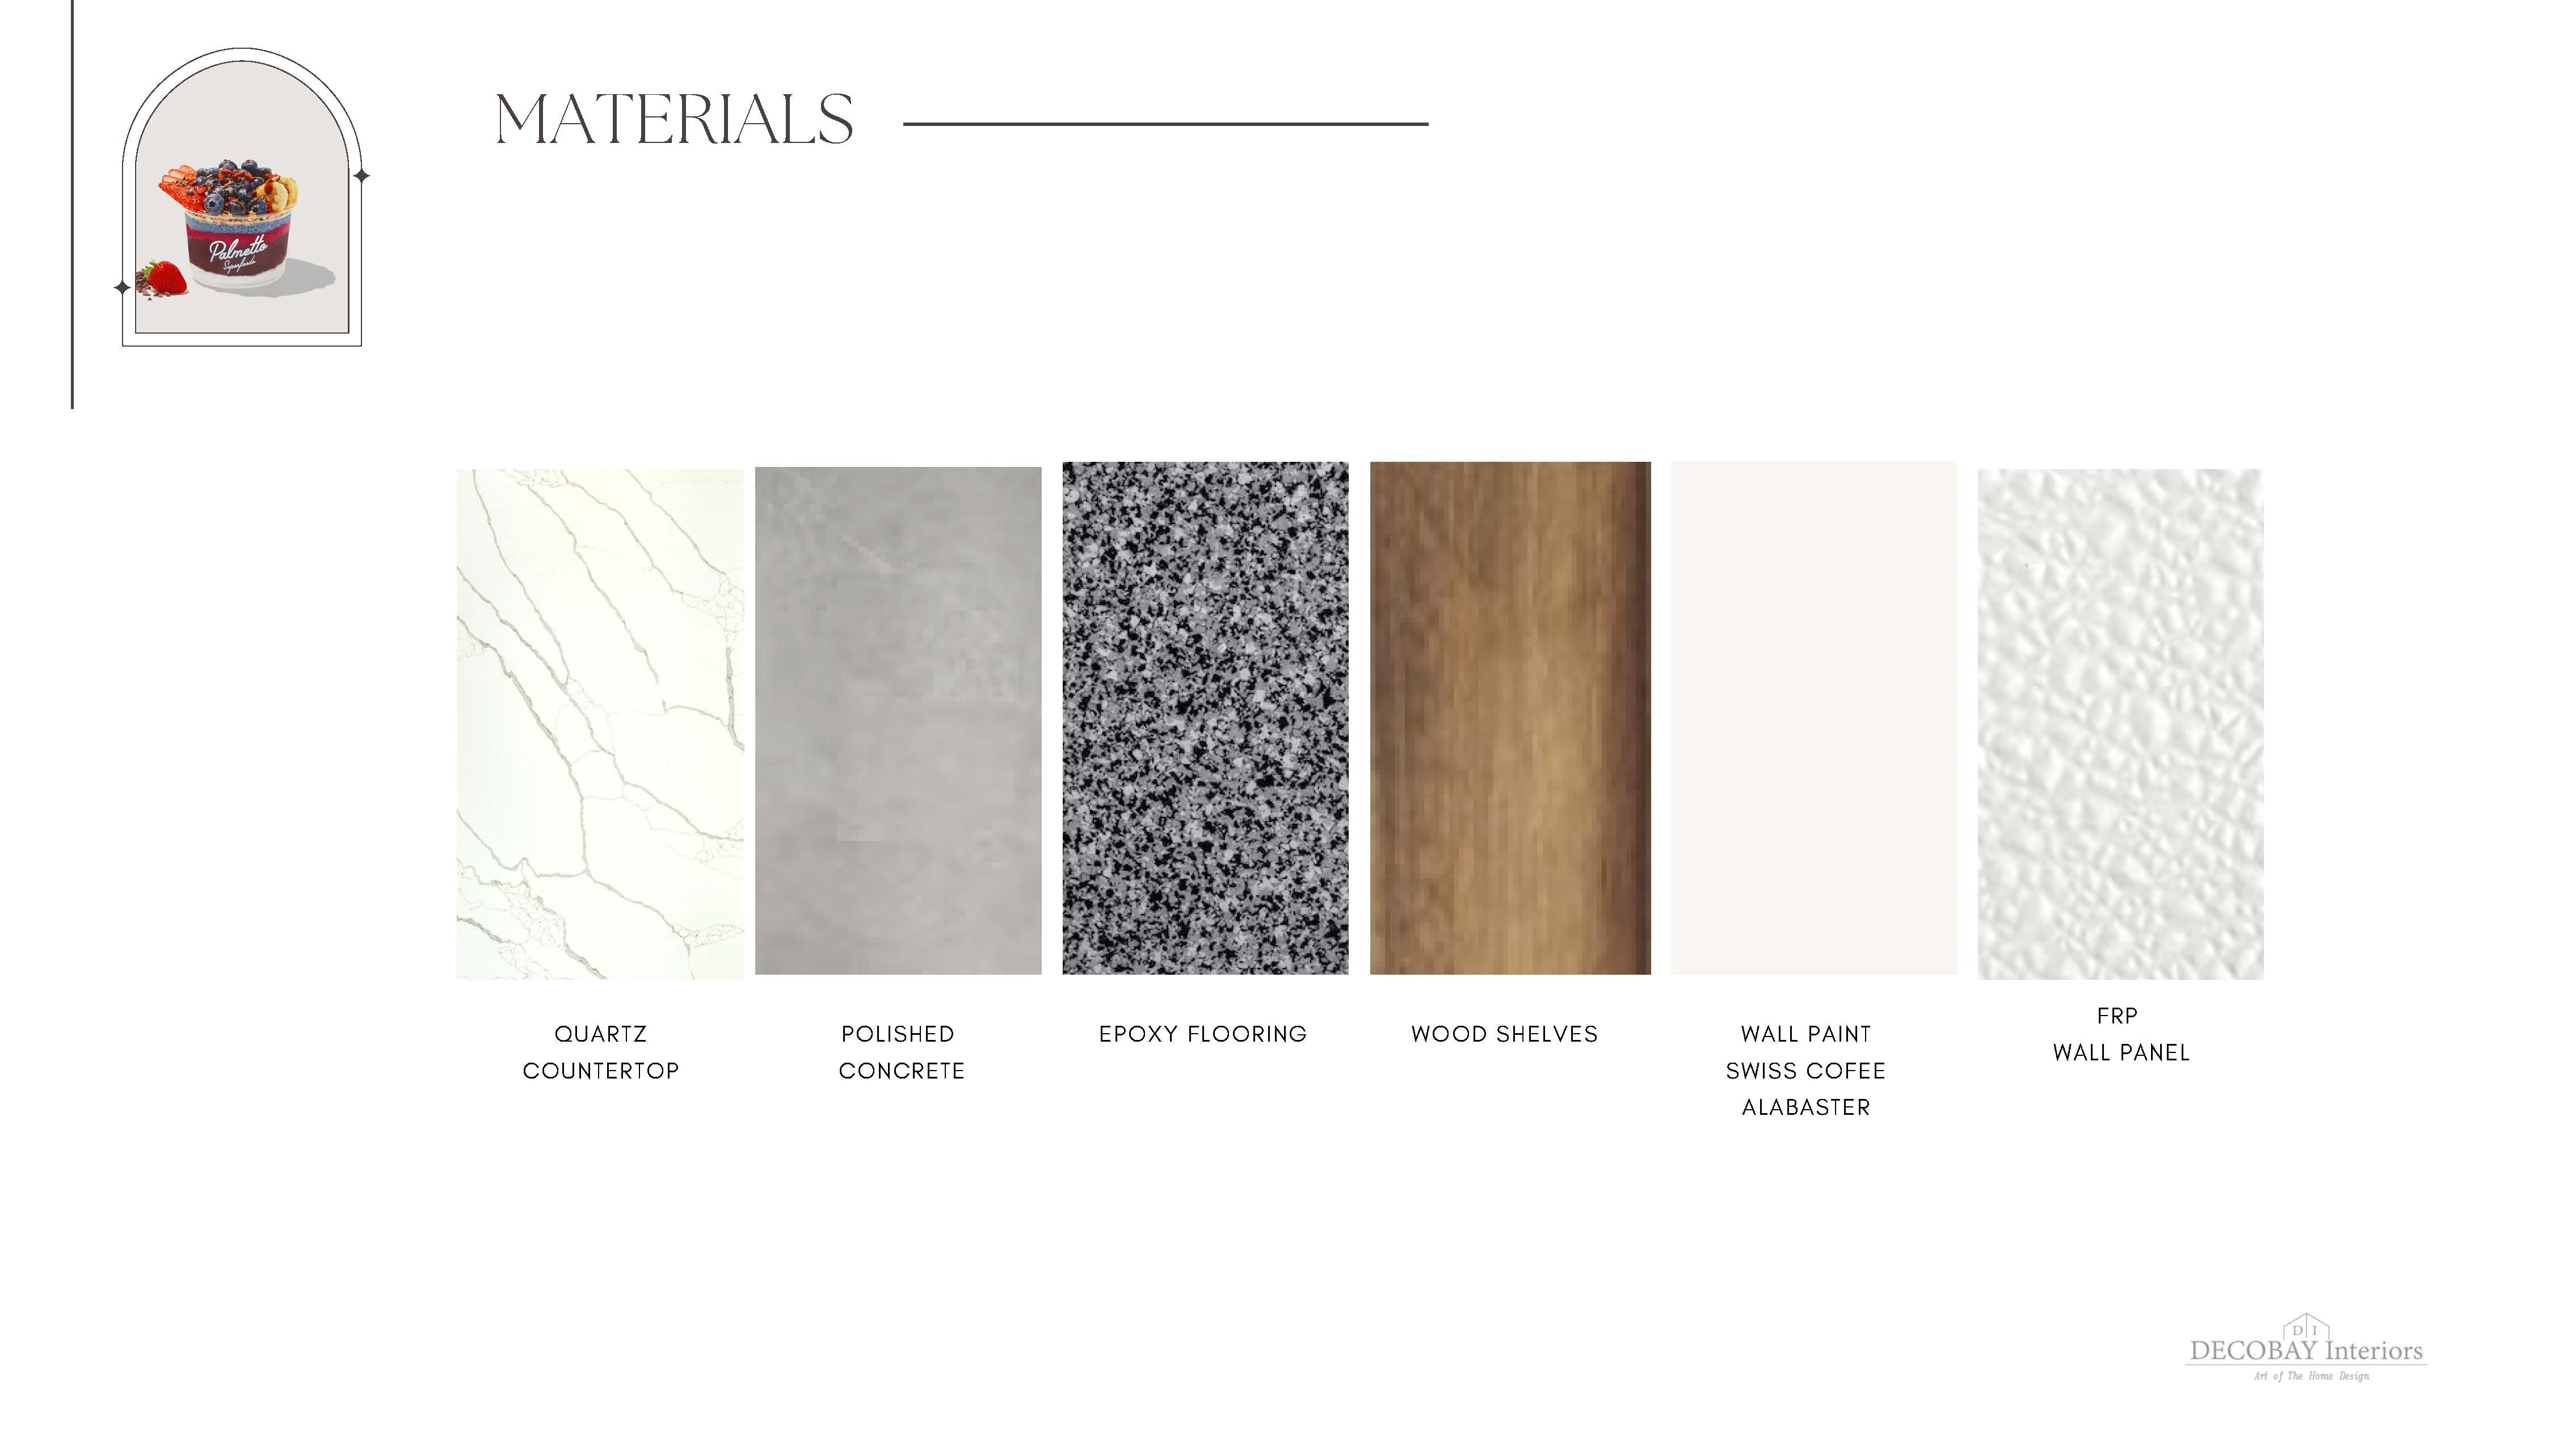 MATERIALS
Palmetto
Superfoods
QUARTZ
COUNTERTOP
POLISHED
CONCRETE
EPOXY FLOORING
WOOD SHELVES
WALL PAINT
SWISS COFEE
ALABASTER
FRP
WALL PANEL
D I
DECOBAY Interiors
Art of The Home Design